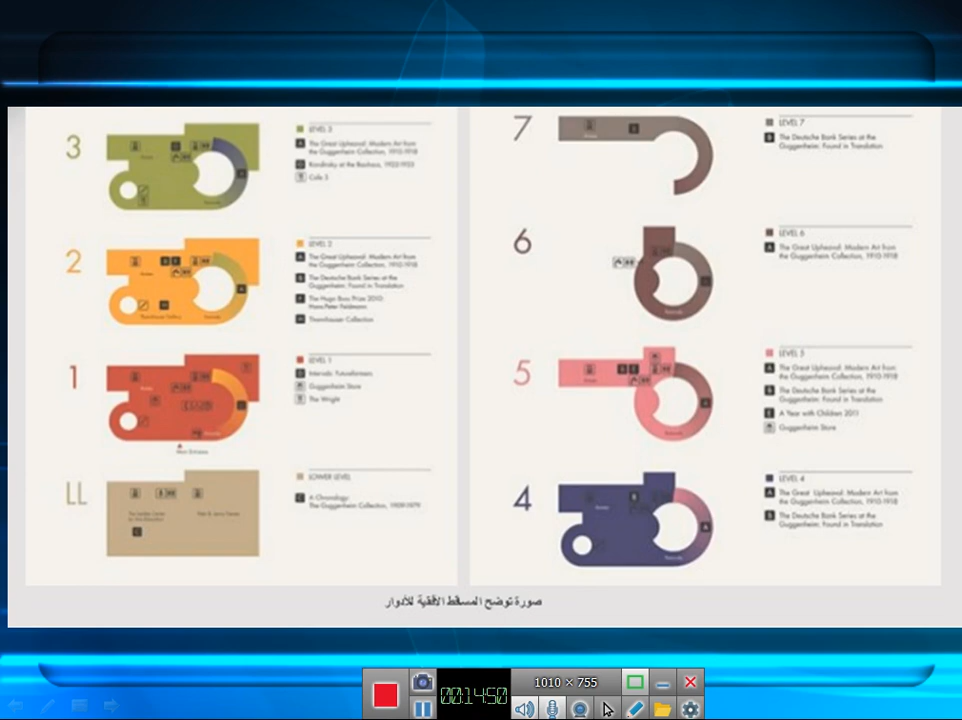 3
LEVEL 3
The Great Upheaval: Modern Art from
the Guggenheim Collection, 1910-1918
Kandinsky at the Bauhaus, 1922-1933
Cafe 3
2
LEVEL 2
The Great Upheaval: Modern Art from
the Guggenheim Collection, 1910-1918
The Deutsche Bank Series at the
Guggenheim: Found in Translation
The Hugo Boss Prize 2010:
Hans-Peter Feldmann
Thannhauser Collection
1
LEVEL 1
Intervals: Futurefarmers
Guggenheim Store
The Wright
Main Entrance
LL
LOWER LEVEL
A Chronology:
The Guggenheim Collection, 1909-1979
7
LEVEL 7
The Deutsche Bank Series at the
Guggenheim: Found in Translation
6
LEVEL 6
The Great Upheaval: Modern Art from
the Guggenheim Collection, 1910-1918
5
LEVEL 5
The Great Upheaval: Modern Art from
the Guggenheim Collection, 1910-1918
The Deutsche Bank Series at the
Guggenheim: Found in Translation
A Year with Children 2011
Guggenheim Store
4
LEVEL 4
The Great Upheaval: Modern Art from
the Guggenheim Collection, 1910-1918
The Deutsche Bank Series at the
Guggenheim: Found in Translation
صورة توضح المساقط الافقية للأدوار
00:14:50
1010 × 755